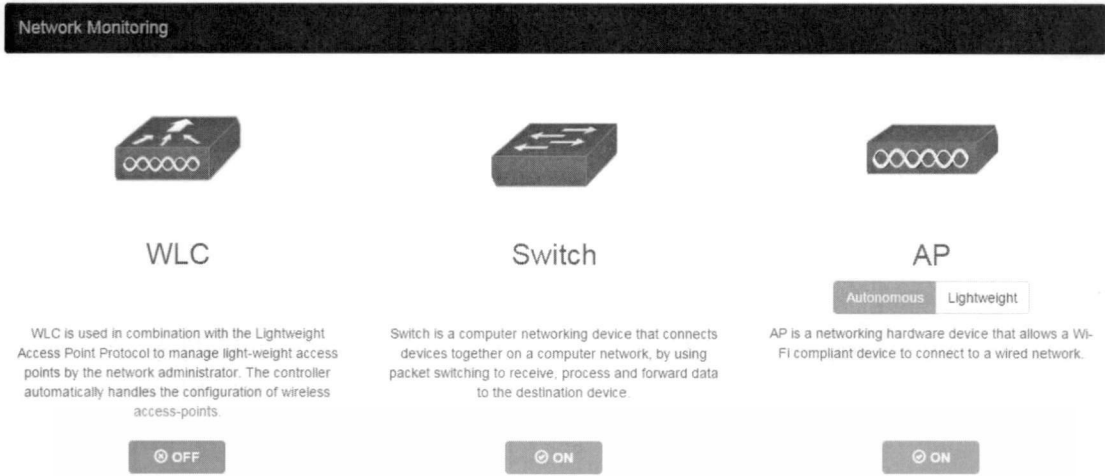 Network Monitoring
WLC
Switch
AP
Autonomous Lightweight
WLC is used in combination with the Lightweight
Access Point Protocol to manage light-weight access
points by the network administrator. The controller
automatically handles the configuration of wireless
access-points.
Switch is a computer networking device that connects
devices together on a computer network, by using
packet switching to receive, process and forward data
to the destination device.
AP is a networking hardware device that allows a Wi-
Fi compliant device to connect to a wired network.
OFF
ON
ON